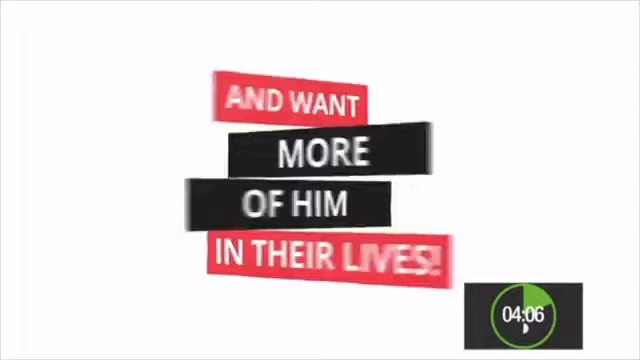 AND WANT
MORE
OF HIM
IN THEIR LIVES!
04:06